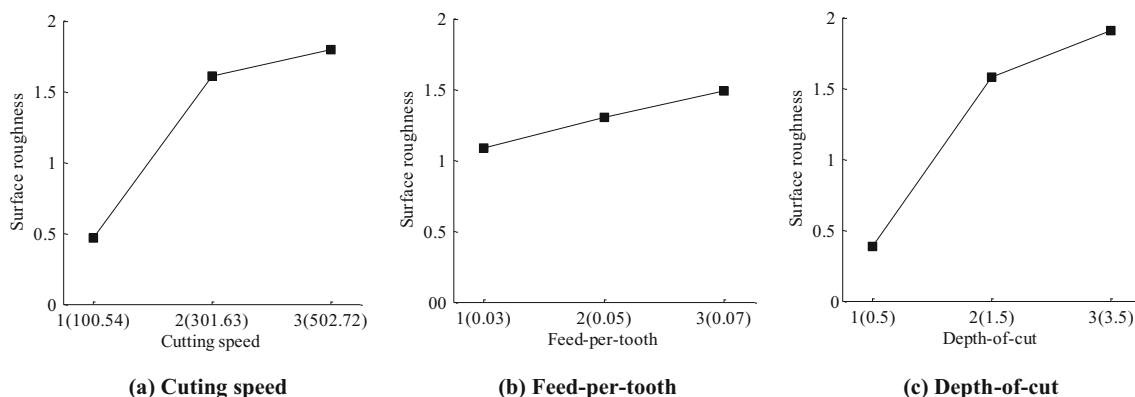 2
1.5
1
0.5
0
Surface roughness
1(100.54) 2(301.63) 3(502.72)
Cutting speed
(a) Cuting speed
2
1.5
1
0.5
00
Surface roughness
1(0.03) 2(0.05) 3(0.07)
Feed-per-tooth
(b) Feed-per-tooth
2
1.5
1
0.5
0
Surface roughness
1(0.5) 2(1.5) 3(3.5)
Depth-of-cut
(c) Depth-of-cut